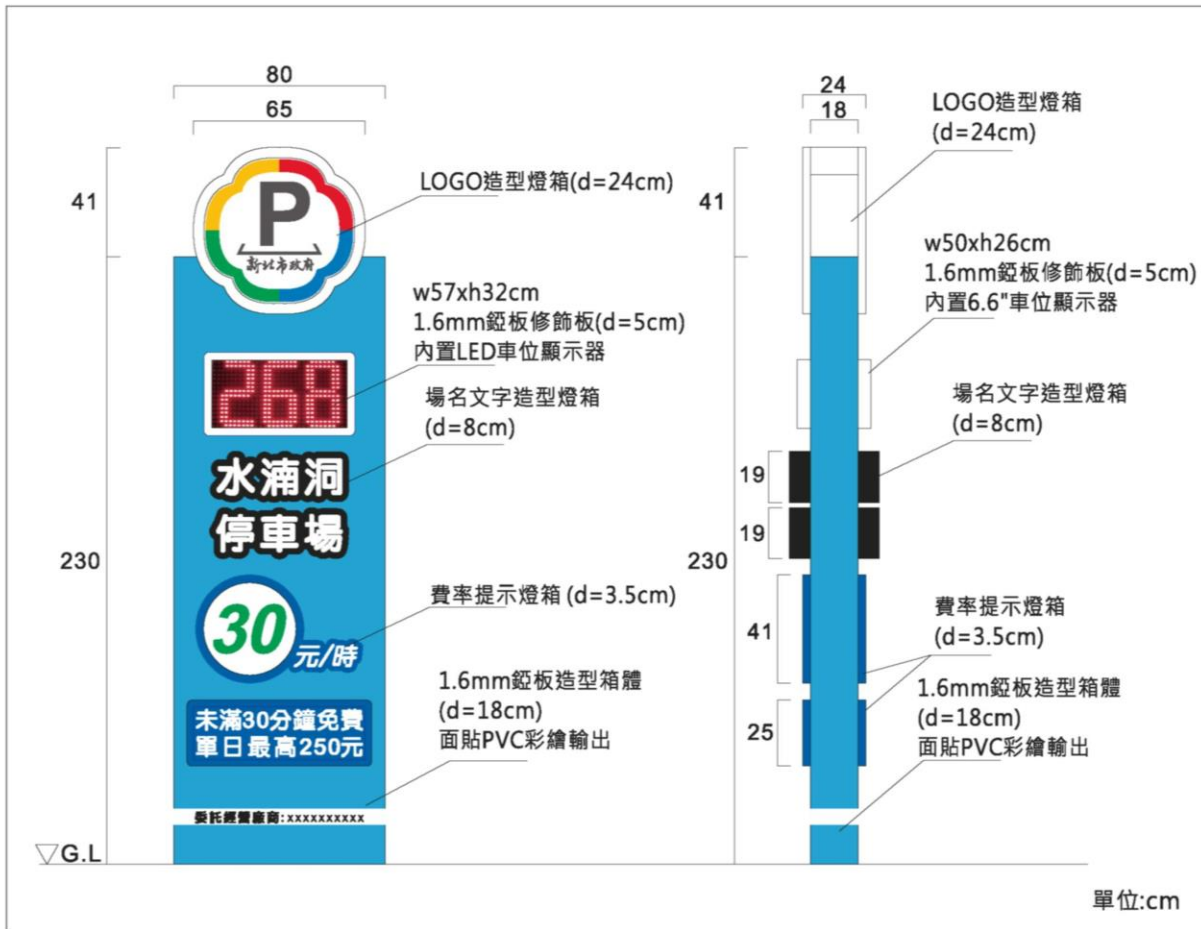 80
65
41
LOGO造型燈箱(d=24cm)
P
新北市政府
w57xh32cm
1.6mm錏板修飾板(d=5cm)
內置LED車位顯示器
268
場名文字造型燈箱
(d=8cm)
水湳洞
停車場
230
費率提示燈箱 (d=3.5cm)
30
元/時
1.6mm錏板造型箱體
(d=18cm)
面貼PVC彩繪輸出
未滿30分鐘免費
單日最高250元
委託經營廠商:xxxxxxxxxx
G.L
24
18
LOGO造型燈箱
(d=24cm)
41
w50xh26cm
1.6mm錏板修飾板(d=5cm)
內置6.6"車位顯示器
場名文字造型燈箱
(d=8cm)
19
19
230
費率提示燈箱
(d=3.5cm)
41
1.6mm錏板造型箱體
(d=18cm)
面貼PVC彩繪輸出
25
單位:cm